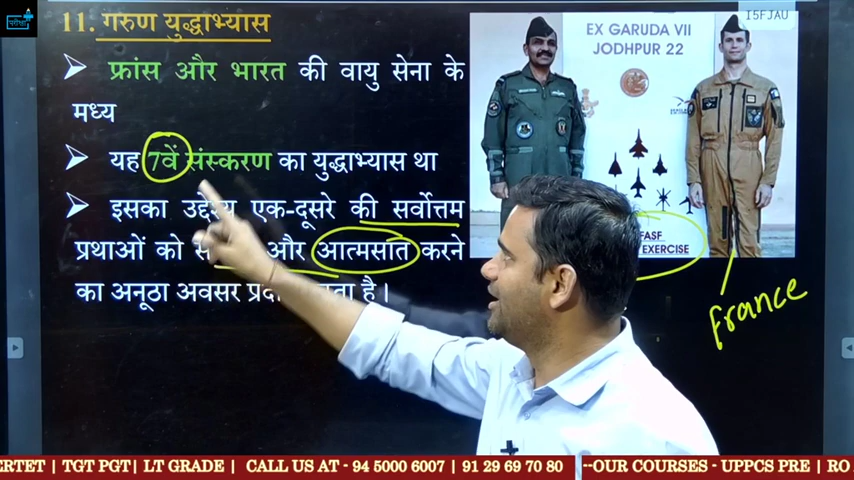 परीक्षा
11. गरुण युद्धाभ्यास
फ्रांस और भारत की वायु सेना के
मध्य
यह 7वें संस्करण का युद्धाभ्यास था
इसका उद्देश्य एक-दूसरे की सर्वोत्तम
प्रथाओं को और आत्मसात करने
का अनूठा अवसर है।
I5FJAU
EX GARUDA VII
JODHPUR 22
FASF
EXERCISE
france
ERTET | TGT PGT| LT GRADE | CALL US AT - 94 5000 6007 | 91 29 69 70 80 --OUR COURSES - UPPCS PRE | RO